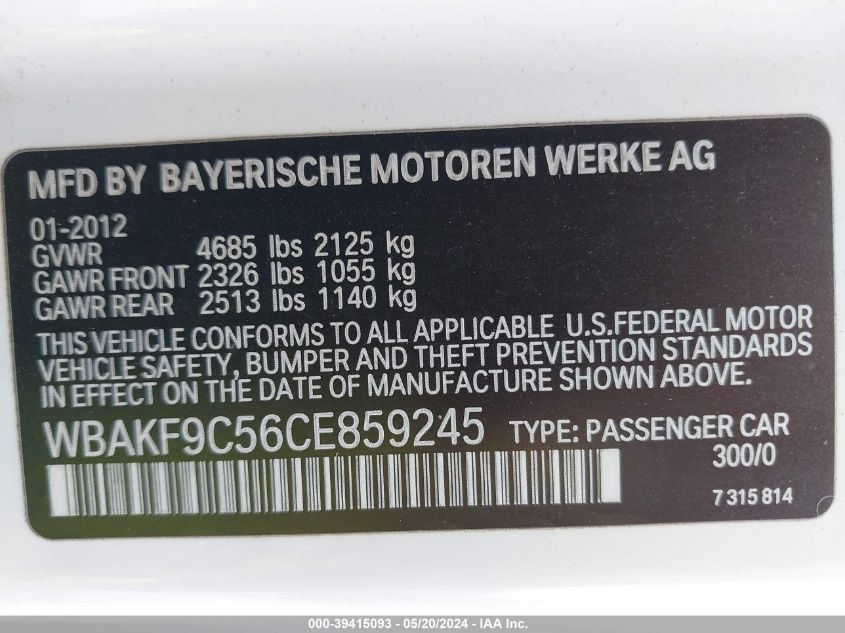 MFD BY BAYERISCHE MOTOREN WERKE AG
01-2012
GVWR 4685 lbs 2125 kg
GAWR FRONT 2326 lbs 1055 kg
GAWR REAR 2513 lbs 1140 kg
THIS VEHICLE CONFORMS TO ALL APPLICABLE U.S.FEDERAL MOTOR
VEHICLE SAFETY, BUMPER AND THEFT PREVENTION STANDARDS
IN EFFECT ON THE DATE OF MANUFACTURE SHOWN ABOVE.
WBAKF9C56CE859245 TYPE: PASSENGER CAR
300/0
7 315 814
000-39415093 - 05/20/2024 - IAA Inc.